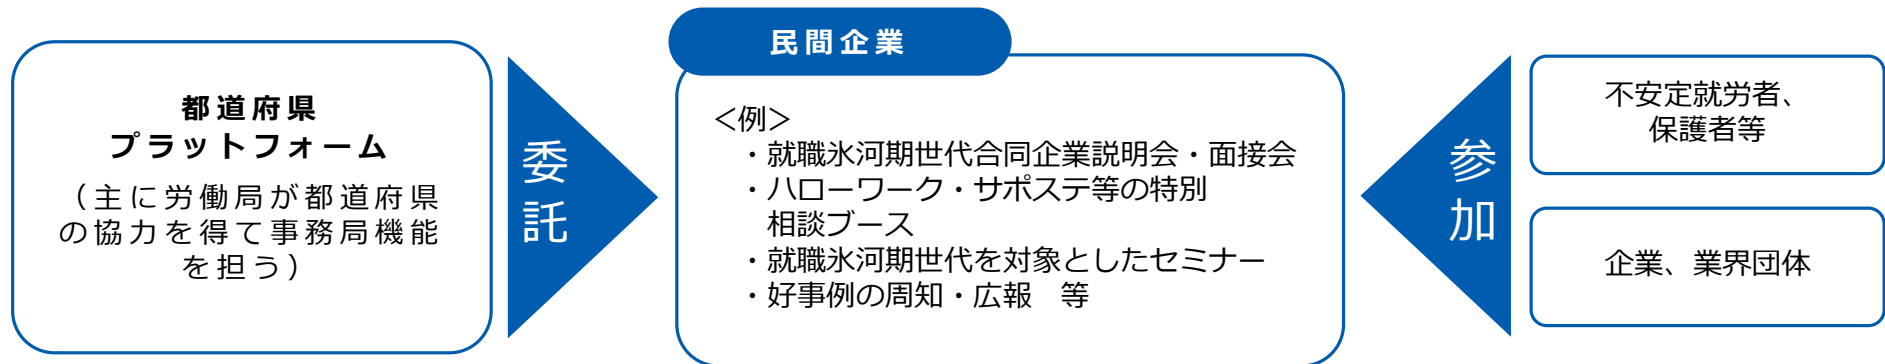 都道府県
プラットフォーム
（主に労働局が都道府県
の協力を得て事務局機能
を担う）
委託
民間企業
＜例＞
・就職氷河期世代合同企業説明会・面接会
・ハローワーク・サポステ等の特別
相談ブース
・就職氷河期世代を対象としたセミナー
・好事例の周知・広報　等
参加
不安定就労者、
保護者等
企業、業界団体